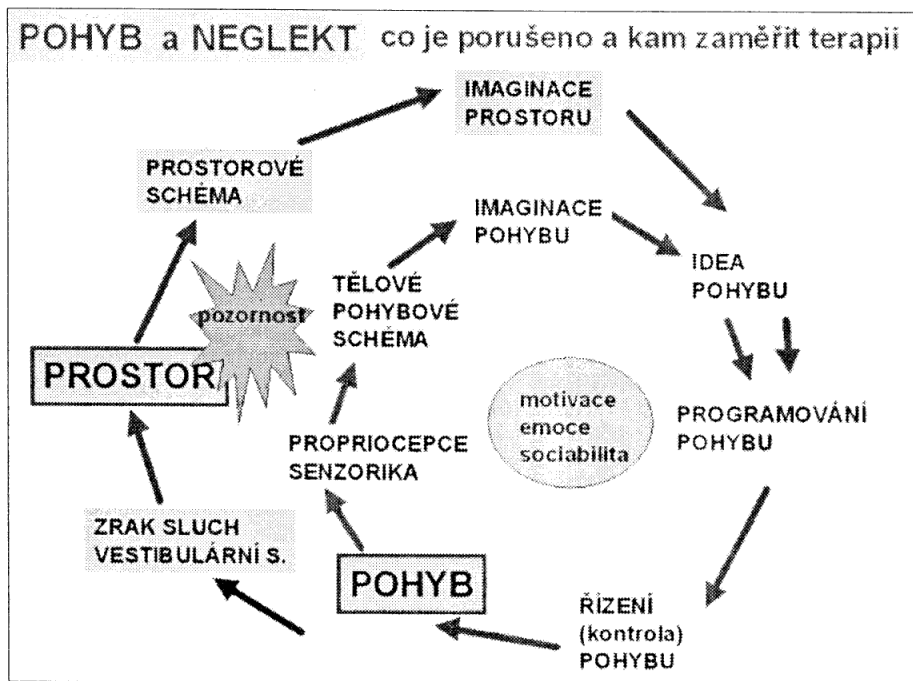 POHYB a NEGLEKT co je porušeno a kam zaměřit terapii
IMAGINACE
PROSTORU
PROSTOROVÉ
SCHÉMA
IMAGINACE
POHYBU
IDEA
POHYBU
TĚLOVÉ
POHYBOVÉ
SCHÉMA
pozornost
PROSTOR
motivace
emoce
sociabilita
PROGRAMOVÁNÍ
POHYBU
PROPRIOCEPCE
SENZORIKA
ZRAK SLUCH
VESTIBULÁRNÍ S.
POHYB
ŘÍZENÍ
(kontrola)
POHYBU